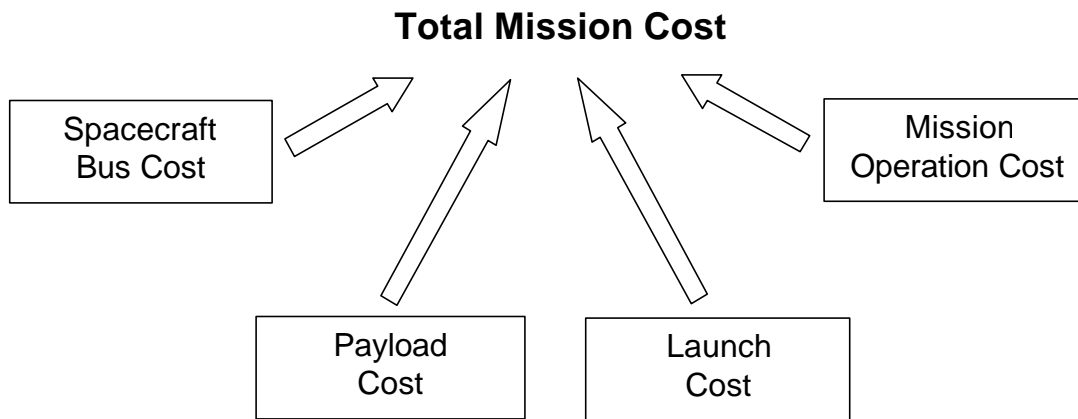 Total Mission Cost
Spacecraft
Bus Cost
Mission
Operation Cost
Payload
Cost
Launch
Cost